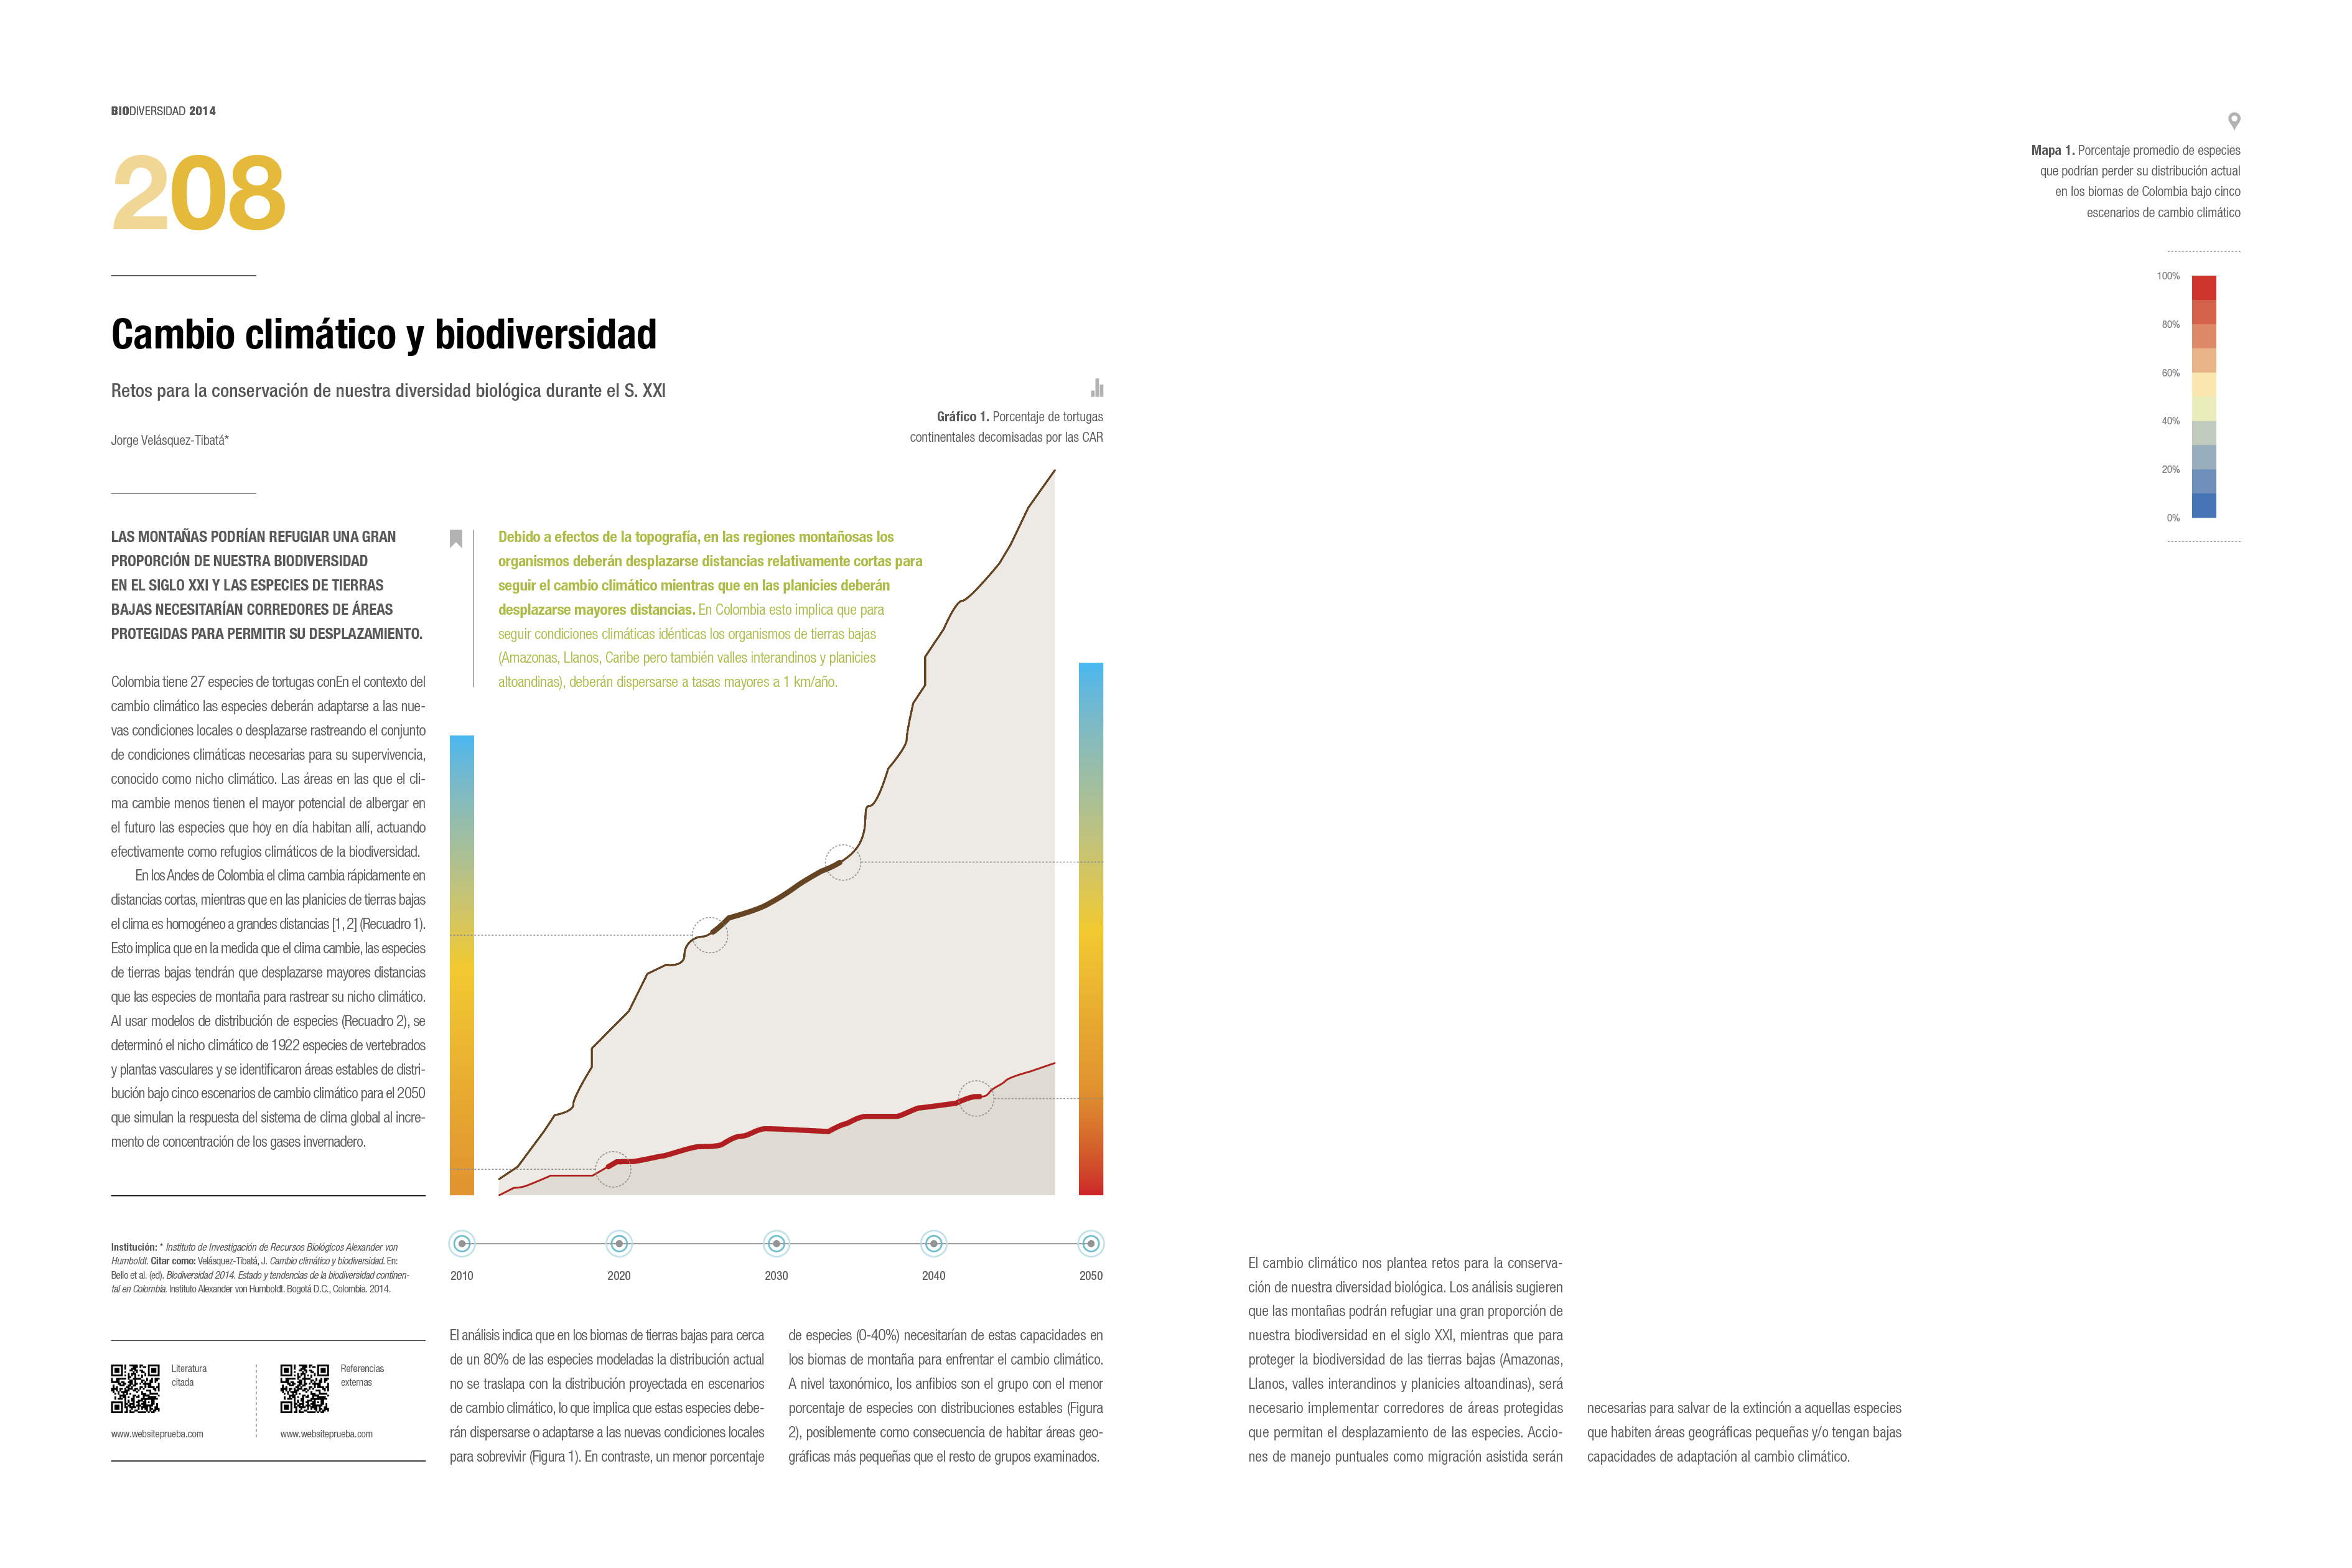 BIODIVERSIDAD 2014
208
Cambio climático y biodiversidad
Retos para la conservación de nuestra diversidad biológica durante el S. XXI
Jorge Velásquez-Tibatá*
LAS MONTAÑAS PODRÍAN REFUGIAR UNA GRAN
PROPORCIÓN DE NUESTRA BIODIVERSIDAD
EN EL SIGLO XXI Y LAS ESPECIES DE TIERRAS
BAJAS NECESITARÍAN CORREDORES DE ÁREAS
PROTEGIDAS PARA PERMITIR SU DESPLAZAMIENTO.
Colombia tiene 27 especies de tortugas conEn el contexto del
cambio climático las especies deberán adaptarse a las nue-
vas condiciones locales o desplazarse rastreando el conjunto
de condiciones climáticas necesarias para su supervivencia,
conocido como nicho climático. Las áreas en las que el cli-
ma cambie menos tienen el mayor potencial de albergar en
el futuro las especies que hoy en día habitan allí, actuando
efectivamente como refugios climáticos de la biodiversidad.
En los Andes de Colombia el clima cambia rápidamente en
distancias cortas, mientras que en las planicies de tierras bajas
el clima es homogéneo a grandes distancias [1, 2] (Recuadro 1).
Esto implica que en la medida que el clima cambie, las especies
de tierras bajas tendrán que desplazarse mayores distancias
que las especies de montaña para rastrear su nicho climático.
Al usar modelos de distribución de especies (Recuadro 2), se
determinó el nicho climático de 1922 especies de vertebrados
y plantas vasculares y se identificaron áreas estables de distri-
bución bajo cinco escenarios de cambio climático para el 2050
que simulan la respuesta del sistema de clima global al incre-
mento de concentración de los gases invernadero.
Institución: * Instituto de Investigación de Recursos Biológicos Alexander von
Humboldt. Citar como: Velásquez-Tibatá, J. Cambio climático y biodiversidad. En:
Bello et al. (ed). Biodiversidad 2014. Estado y tendencias de la biodiversidad continen-
tal en Colombia. Instituto Alexander von Humboldt. Bogotá D.C., Colombia. 2014.
Literatura
citada
www.websiteprueba.com
Referencias
externas
www.websiteprueba.com
Gráfico 1. Porcentaje de tortugas
continentales decomisadas por las CAR
Debido a efectos de la topografía, en las regiones montañosas los
organismos deberán desplazarse distancias relativamente cortas para
seguir el cambio climático mientras que en las planicies deberán
desplazarse mayores distancias. En Colombia esto implica que para
seguir condiciones climáticas idénticas los organismos de tierras bajas
(Amazonas, Llanos, Caribe pero también valles interandinos y planicies
altoandinas), deberán dispersarse a tasas mayores a 1 km/año.
2010
2020
2030
2040
2050
El análisis indica que en los biomas de tierras bajas para cerca
de un 80% de las especies modeladas la distribución actual
no se traslapa con la distribución proyectada en escenarios
de cambio climático, lo que implica que estas especies debe-
rán dispersarse o adaptarse a las nuevas condiciones locales
para sobrevivir (Figura 1). En contraste, un menor porcentaje
de especies (0-40%) necesitarían de estas capacidades en
los biomas de montaña para enfrentar el cambio climático.
A nivel taxonómico, los anfibios son el grupo con el menor
porcentaje de especies con distribuciones estables (Figura
2), posiblemente como consecuencia de habitar áreas geo-
gráficas más pequeñas que el resto de grupos examinados.
Mapa 1. Porcentaje promedio de especies
que podrían perder su distribución actual
en los biomas de Colombia bajo cinco
escenarios de cambio climático
100%
80%
60%
40%
20%
0%
El cambio climático nos plantea retos para la conserva-
ción de nuestra diversidad biológica. Los análisis sugieren
que las montañas podrán refugiar una gran proporción de
nuestra biodiversidad en el siglo XXI, mientras que para
proteger la biodiversidad de las tierras bajas (Amazonas,
Llanos, valles interandinos y planicies altoandinas), será
necesario implementar corredores de áreas protegidas
que permitan el desplazamiento de las especies. Accio-
nes de manejo puntuales como migración asistida serán
necesarias para salvar de la extinción a aquellas especies
que habiten áreas geográficas pequeñas y/o tengan bajas
capacidades de adaptación al cambio climático.